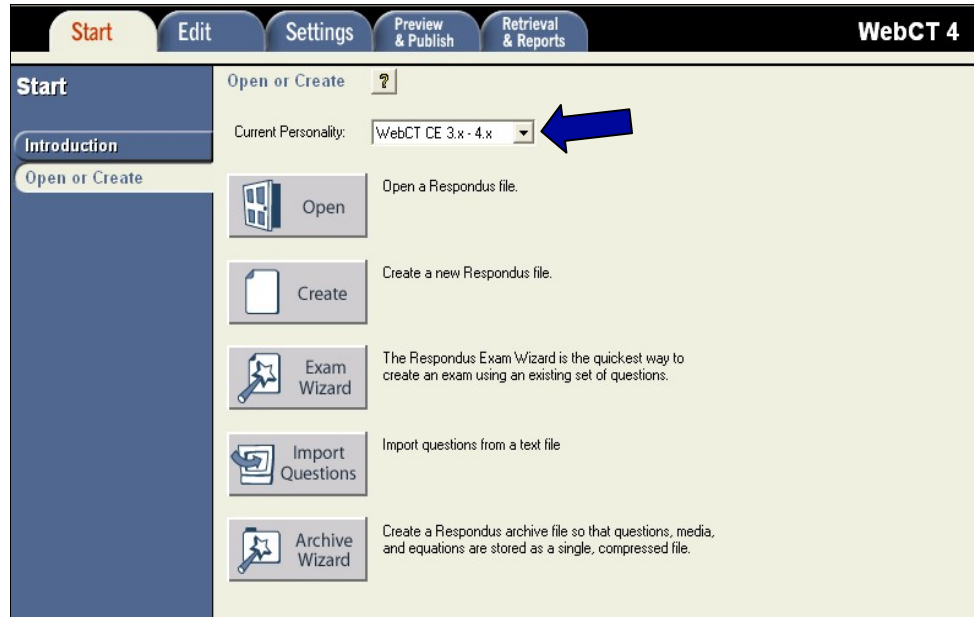 Start
Edit
Settings
Preview
& Publish
Retrieval
& Reports
WebCT 4
Start
Introduction
Open or Create
Open or Create
?
Current Personality:
WebCT CE 3.x - 4.x
Open
Open a Respondus file.
Create
Create a new Respondus file.
Exam
Wizard
The Respondus Exam Wizard is the quickest way to
create an exam using an existing set of questions.
Import
Questions
Import questions from a text file
Archive
Wizard
Create a Respondus archive file so that questions, media,
and equations are stored as a single, compressed file.